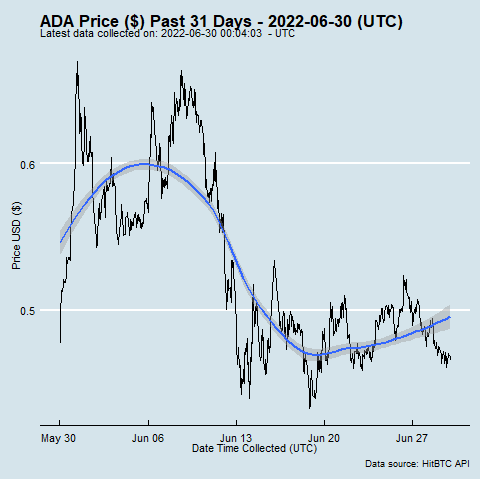 ADA Price ($) Past 31 Days - 2022-06-30 (UTC)
Latest data collected on: 2022-06-30 00:04:03 - UTC
Price USD ($)
0.6
0.5
May 30 Jun 06 Jun 13 Jun 20 Jun 27
Date Time Collected (UTC)
Data source: HitBTC API